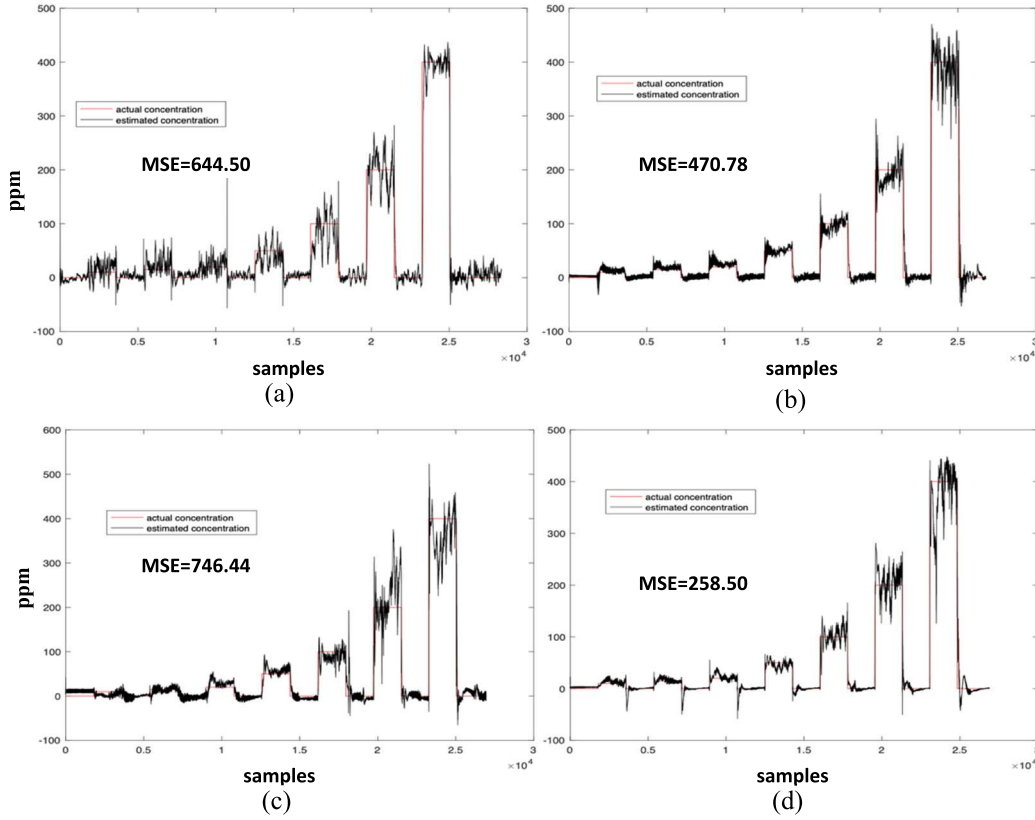 500
400
300
200
100
0
-100
ppm
actual concentration
estimated concentration
MSE=644.50
0 0.5 1 1.5 2 2.5 3
×10⁴
samples
(a)
500
400
300
200
100
0
-100
actual concentration
estimated concentration
MSE=470.78
0 0.5 1 1.5 2 2.5 3
×10⁴
samples
(b)
600
500
400
300
200
100
0
-100
ppm
actual concentration
estimated concentration
MSE=746.44
0 0.5 1 1.5 2 2.5 3
×10⁴
samples
(c)
500
400
300
200
100
0
-100
actual concentration
estimated concentration
MSE=258.50
0 0.5 1 1.5 2 2.5 3
×10⁴
samples
(d)